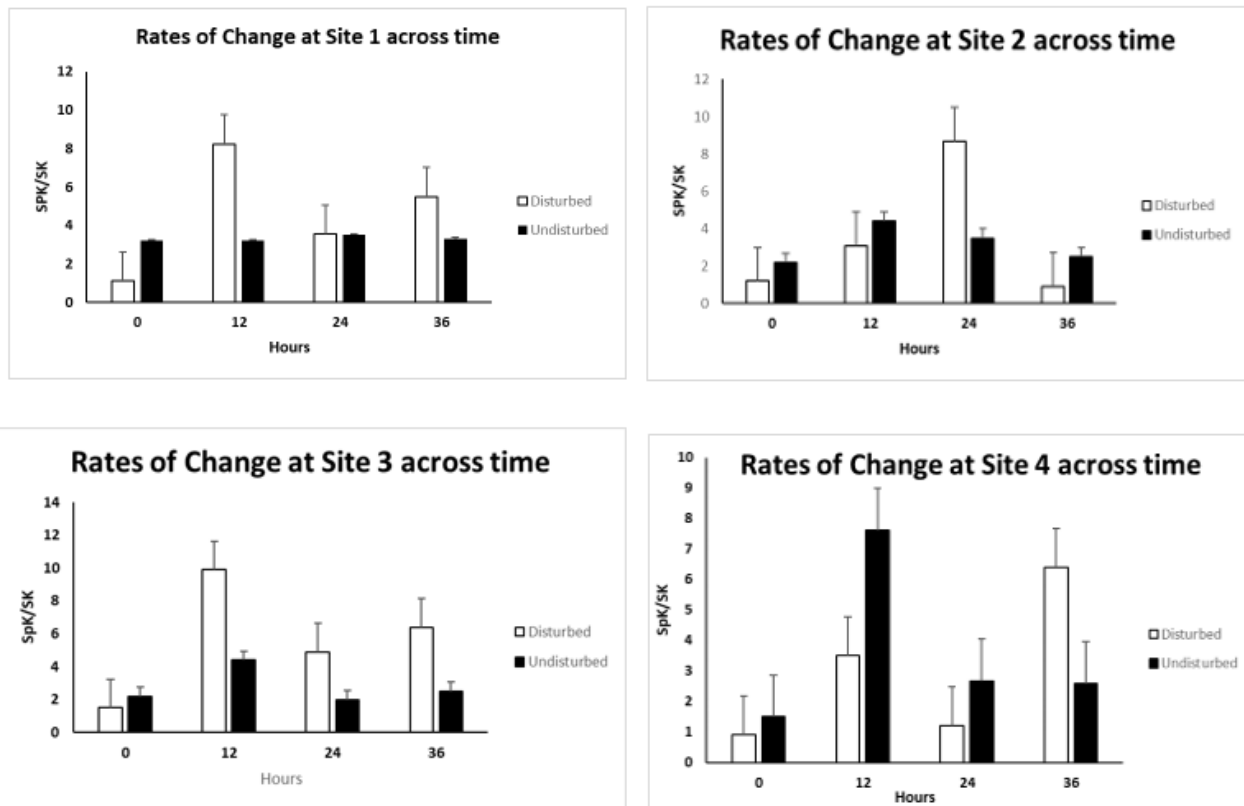 Rates of Change at Site 1 across time
12
10
8
6
4
2
0
SPK/SK
0 12 24 36
Hours
Disturbed
Undisturbed
Rates of Change at Site 2 across time
12
10
8
6
4
2
0
SPK/SK
0 12 24 36
Hours
Disturbed
Undisturbed
Rates of Change at Site 3 across time
14
12
10
8
6
4
2
0
SpK/SK
0 12 24 36
Hours
Disturbed
Undisturbed
Rates of Change at Site 4 across time
10
9
8
7
6
5
4
3
2
1
0
SpK/SK
0 12 24 36
Hours
Disturbed
Undisturbed